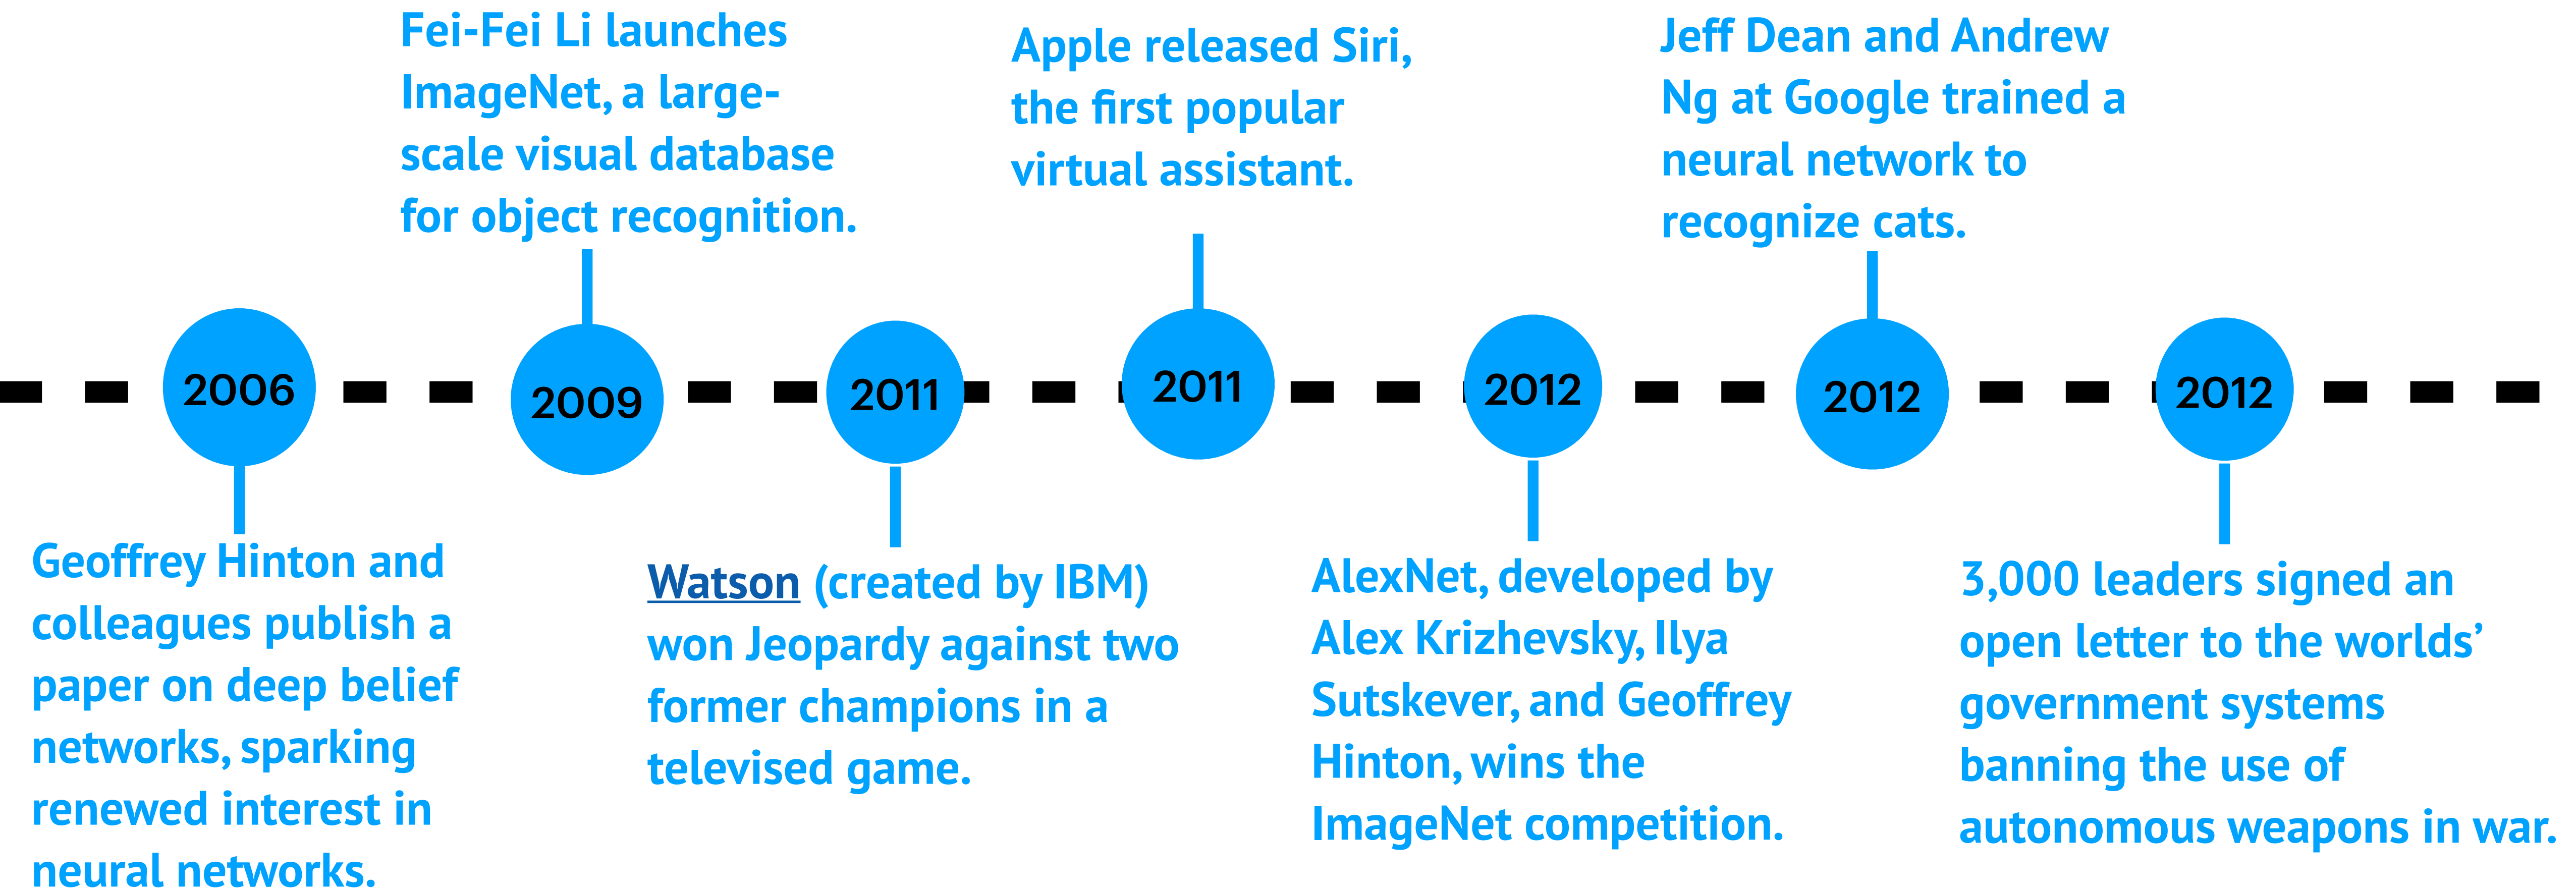 Fei-Fei Li launches
ImageNet, a large-
scale visual database
for object recognition.
Apple released Siri,
the first popular
virtual assistant.
Jeff Dean and Andrew
Ng at Google trained a
neural network to
recognize cats.
2006
2009
2011
2011
2012
2012
2012
Geoffrey Hinton and
colleagues publish a
paper on deep belief
networks, sparking
renewed interest in
neural networks.
Watson (created by IBM)
won Jeopardy against two
former champions in a
televised game.
AlexNet, developed by
Alex Krizhevsky, Ilya
Sutskever, and Geoffrey
Hinton, wins the
ImageNet competition.
3,000 leaders signed an
open letter to the worlds’
government systems
banning the use of
autonomous weapons in war.